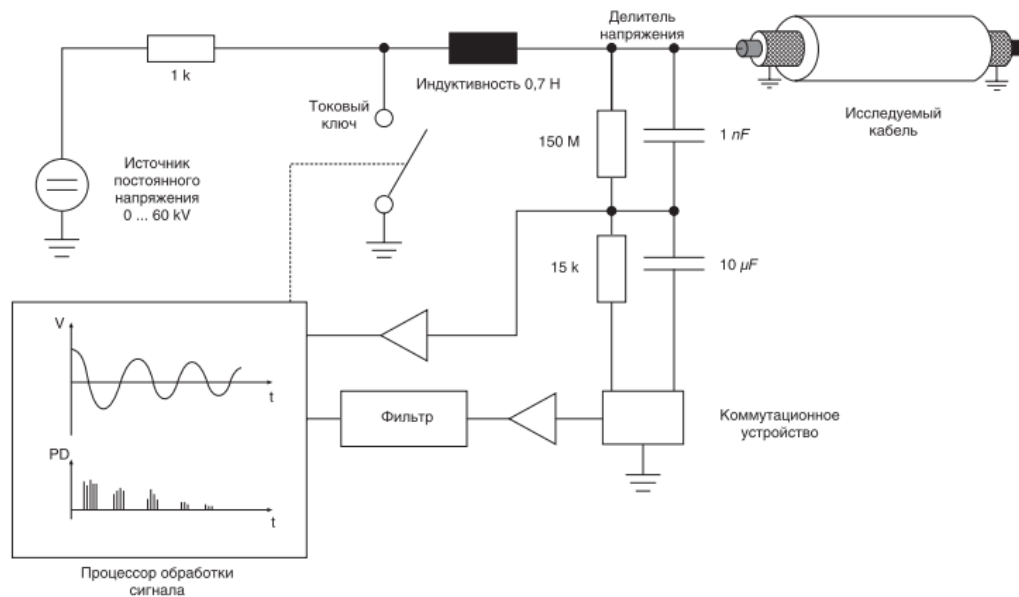 Делитель
напряжения
1 k
Индуктивность 0,7 H
Токовый
ключ
Исследуемый
кабель
150 M
1 nF
Источник
постоянного
напряжения
0 ... 60 kV
15 k
10 µF
V
t
Фильтр
Коммутационное
устройство
PD
t
Процессор обработки
сигнала